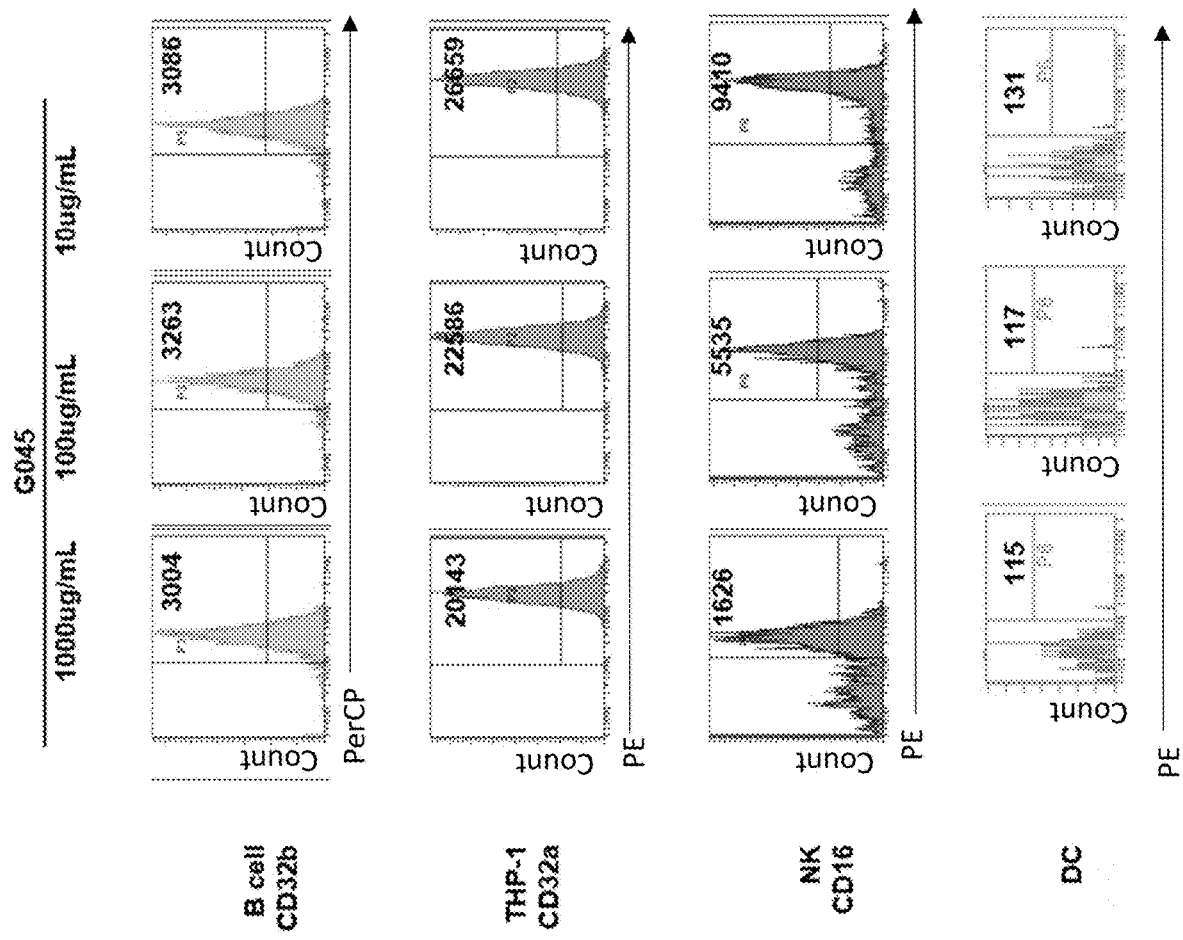 G045
1000ug/mL 100ug/mL 10ug/mL
B cell
CD32b
Count 3004 Count 3263 Count 3086
PerCP
THP-1
CD32a
Count 20143 Count 22586 Count 26659
PE
NK
CD16
Count 1626 Count 5535 Count 9410
PE
DC
Count 115 Count 117 Count 131
PE